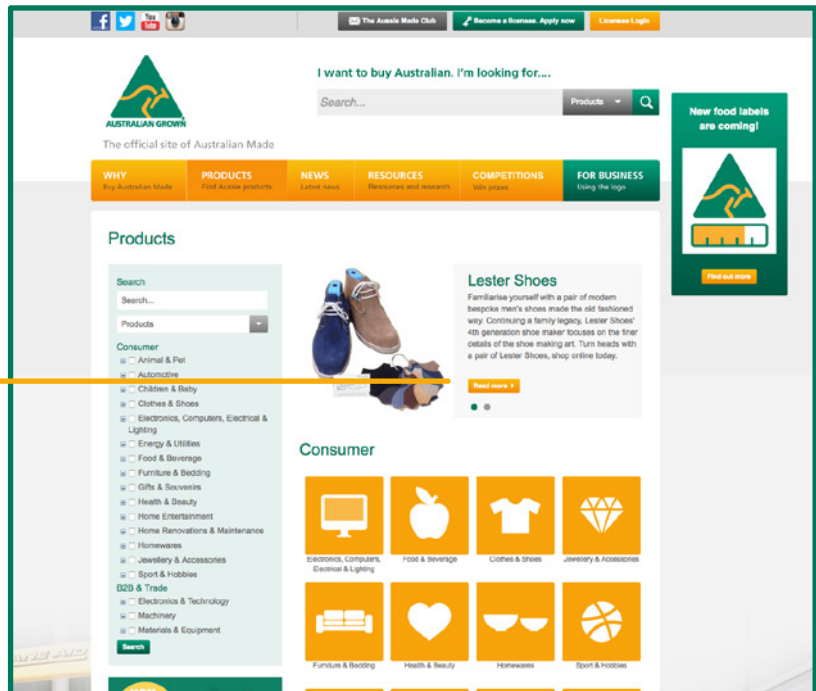 You Tube
The Aussie Made Club
Become a licensee. Apply now
Licensee Login
AUSTRALIAN GROWN
The official site of Australian Made
I want to buy Australian. I'm looking for....
Search...
Products
New food labels
are coming!
Find out more
WHY
Buy Australian Made
PRODUCTS
Find Aussie products
NEWS
Latest news
RESOURCES
Resources and research
COMPETITIONS
Win prizes
FOR BUSINESS
Using the logo
Products
Search
Search...
Products
Consumer
Animal & Pet
Automotive
Children & Baby
Clothes & Shoes
Electronics, Computers, Electrical &
Lighting
Energy & Utilities
Food & Beverage
Furniture & Bedding
Gifts & Souvenirs
Health & Beauty
Home Entertainment
Home Renovations & Maintenance
Homewares
Jewellery & Accessories
Sport & Hobbies
B2B & Trade
Electronics & Technology
Machinery
Materials & Equipment
Search
Lester Shoes
Familiarise yourself with a pair of modern
bespoke men's shoes made the old fashioned
way. Continuing a family legacy, Lester Shoes'
4th generation shoe maker focuses on the finer
details of the shoe making art. Turn heads with
a pair of Lester Shoes, shop online today.
Read more
Consumer
Electronics, Computers,
Electrical & Lighting
Food & Beverage
Clothes & Shoes
Jewellery & Accessories
Furniture & Bedding
Health & Beauty
Homewares
Sport & Hobbies